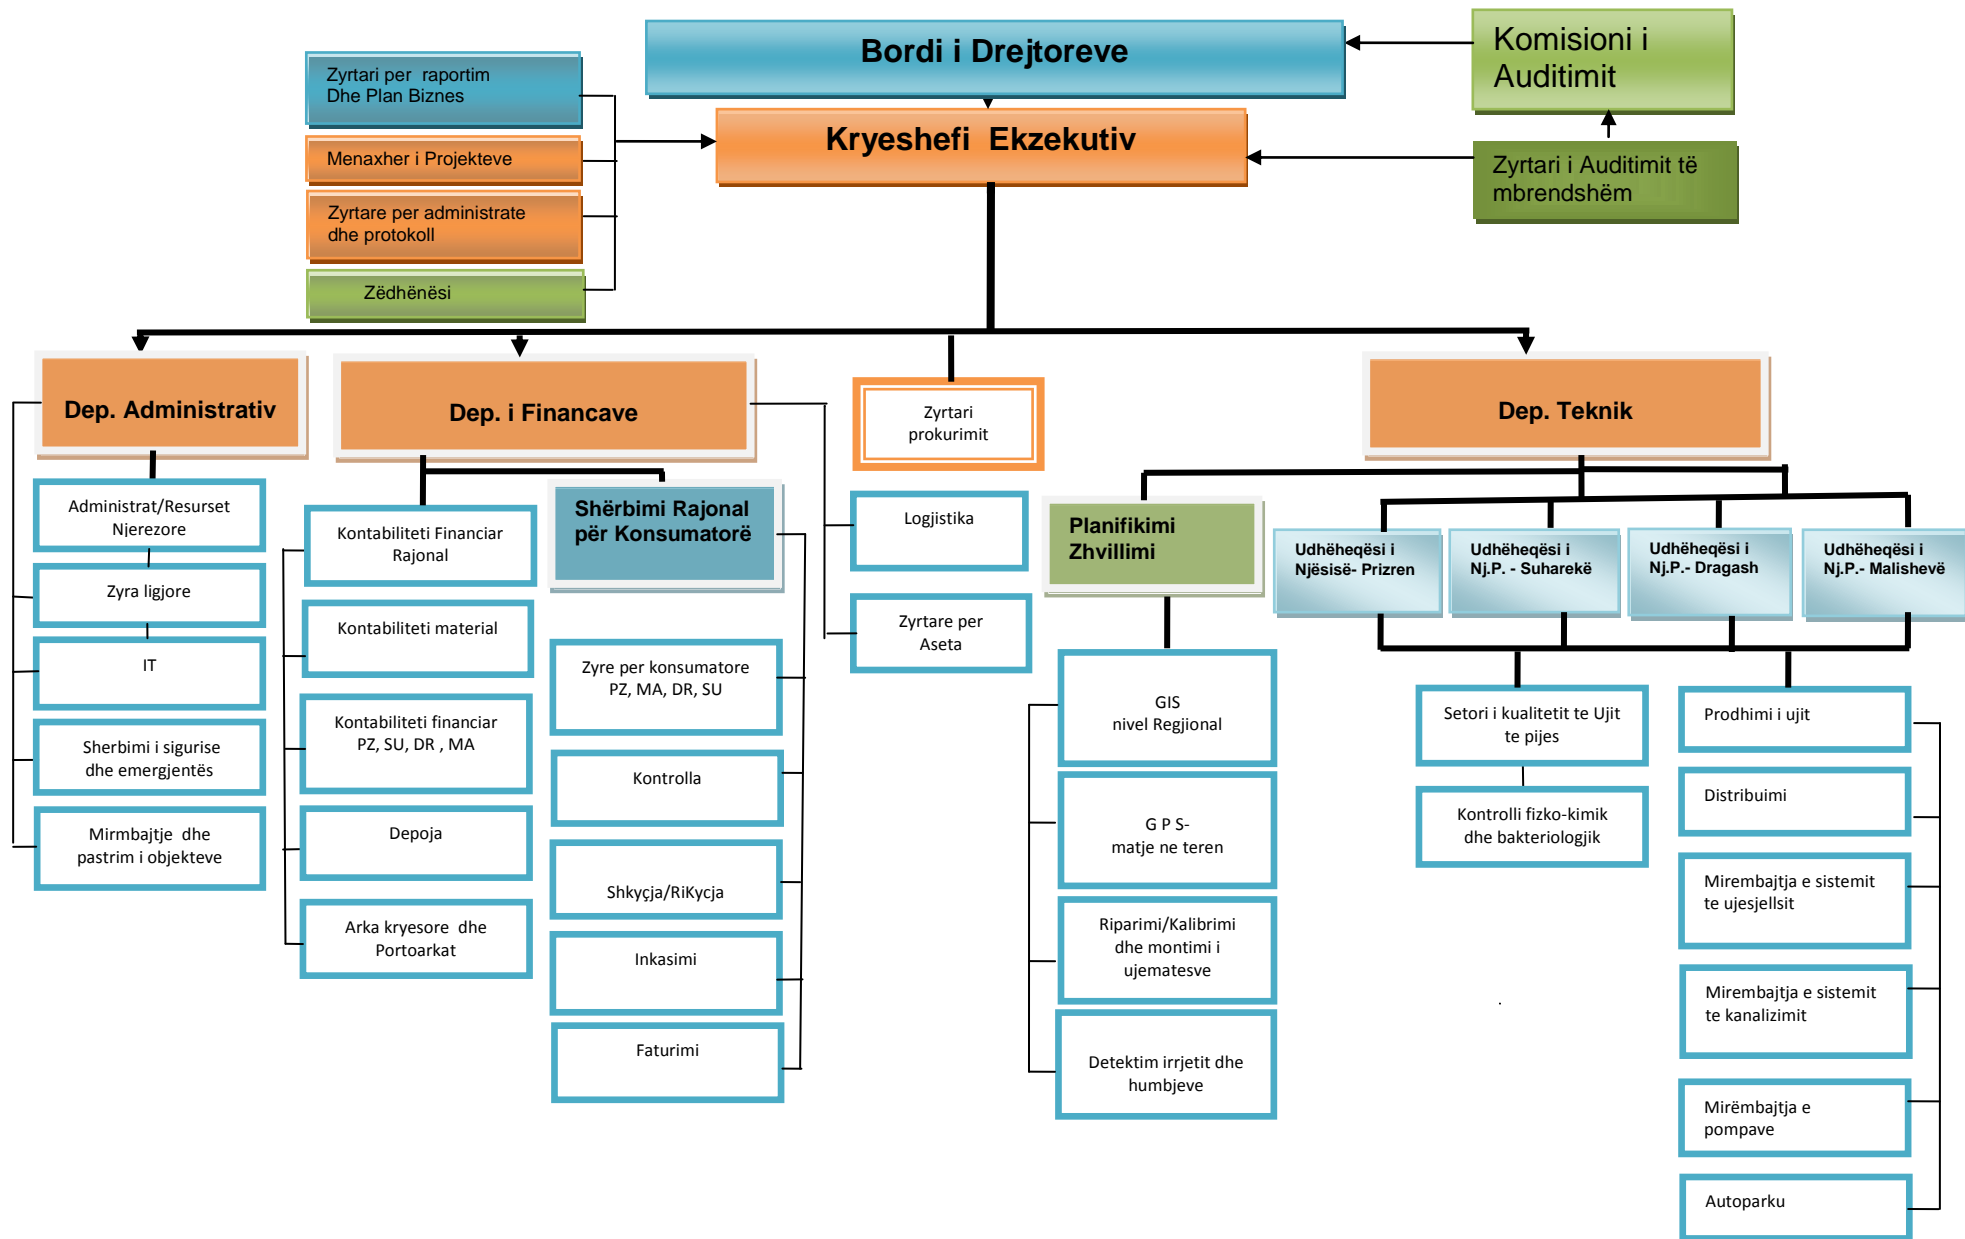 Bordi i Drejtoreve
Komisioni i
Auditimit
Zyrtari per raportim
Dhe Plan Biznes
Kryeshefi Ekzekutiv
Menaxher i Projekteve
Zyrtari i Auditimit të
mbrendshëm
Zyrtare per administrate
dhe protokoll
Zëdhënësi
Dep. Administrativ
Dep. i Financave
Zyrtari
prokurimit
Dep. Teknik
Administrat/Resurset
Njerezore
Zyra ligjore
IT
Sherbimi i sigurise
dhe emergjentës
Mirmbajtje dhe
pastrim i objekteve
Kontabiliteti Financiar
Rajonal
Kontabiliteti material
Kontabiliteti financiar
PZ, SU, DR , MA
Depoja
Arka kryesore dhe
Portoarkat
Shërbimi Rajonal
për Konsumatorë
Zyre per konsumatore
PZ, MA, DR, SU
Kontrolla
Shkyçja/RiKycja
Inkasimi
Faturimi
Logjistika
Zyrtare per
Aseta
Planifikimi
Zhvillimi
GIS
nivel Regjional
G P S-
matje ne teren
Riparimi/Kalibrimi
dhe montimi i
ujematesve
Detektim irrjetit dhe
humbjeve
Udhëheqësi i
Njësisë- Prizren
Udhëheqësi i
Nj.P. - Suharekë
Udhëheqësi i
Nj.P.- Dragash
Udhëheqësi i
Nj.P.- Malishevë
Setori i kualitetit te Ujit
te pijes
Kontrolli fizko-kimik
dhe bakteriologjik
Prodhimi i ujit
Distribuimi
Mirembajtja e sistemit
te ujesjellsit
Mirembajtja e sistemit
te kanalizimit
Mirëmbajtja e
pompave
Autoparku